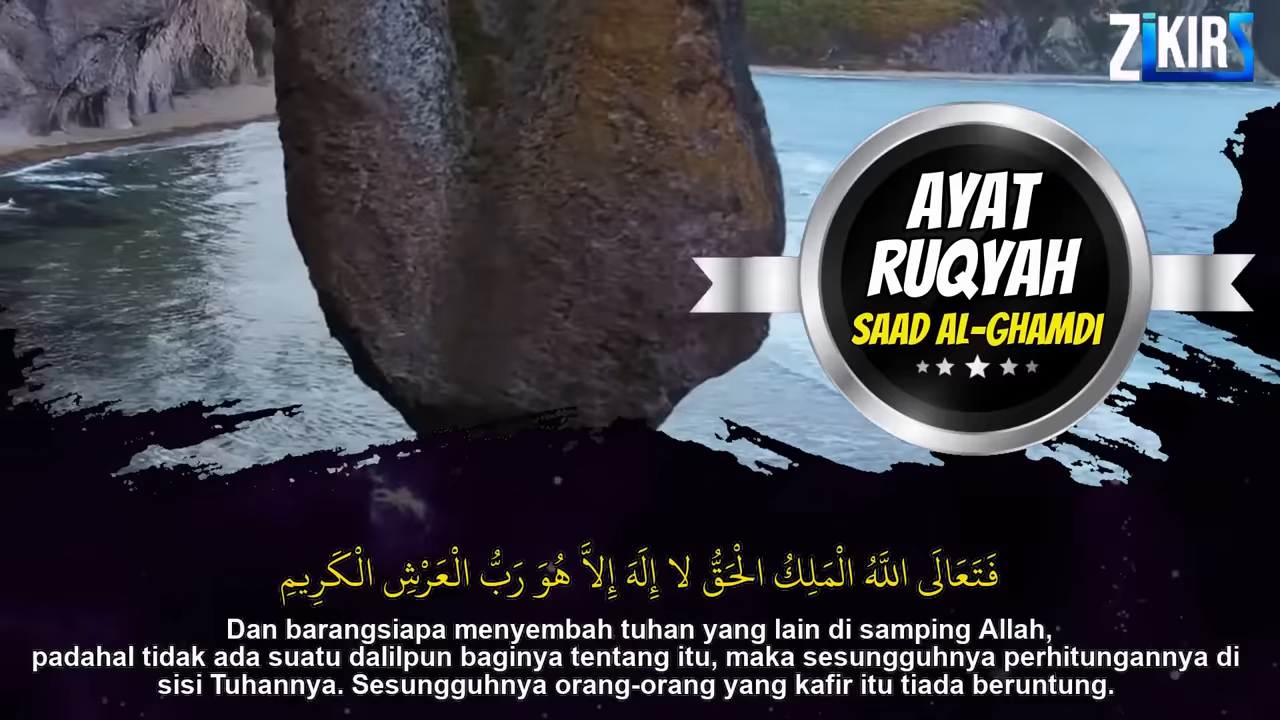 ZiKIRS
AYAT
RUQYAH
SAAD AL-GHAMDI
فَتَعَالَى اللَّهُ الْمَلِكُ الْحَقُّ لا إِلَهَ إِلاَّ هُوَ رَبُّ الْعَرْشِ الْكَرِيمِ
Dan barangsiapa menyembah tuhan yang lain di samping Allah,
padahal tidak ada suatu dalilpun baginya tentang itu, maka sesungguhnya perhitungannya di
sisi Tuhannya. Sesungguhnya orang-orang yang kafir itu tiada beruntung.